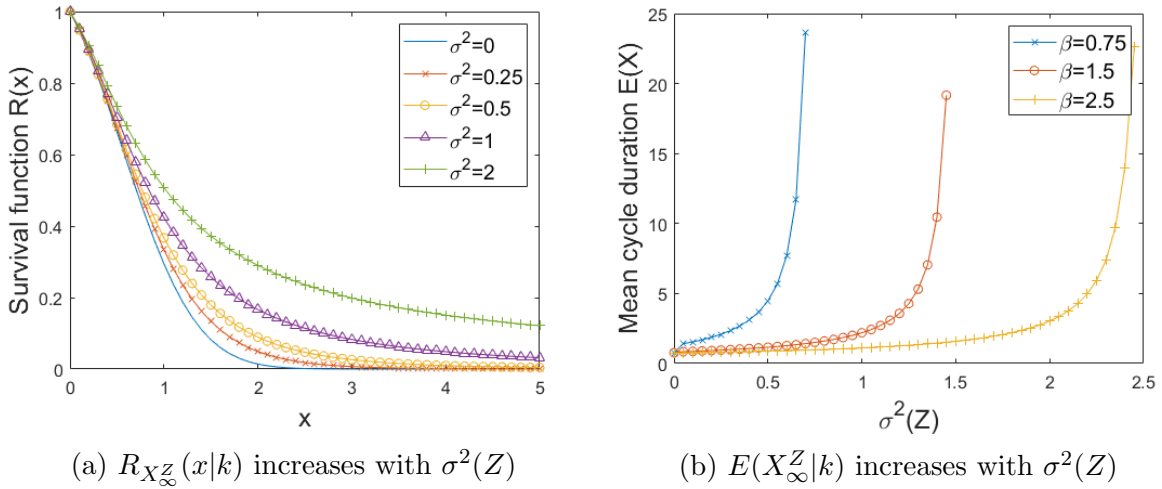 1
0.8
0.6
0.4
0.2
0
0
1
2
3
4
5
Survival function R(x)
x
σ²=0
σ²=0.25
σ²=0.5
σ²=1
σ²=2
25
20
15
10
5
0
0
0.5
1
1.5
2
2.5
Mean cycle duration E(X)
σ²(Z)
β=0.75
β=1.5
β=2.5
(a) R_{X_∞^Z}(x|k) increases with σ²(Z)
(b) E(X_∞^Z|k) increases with σ²(Z)